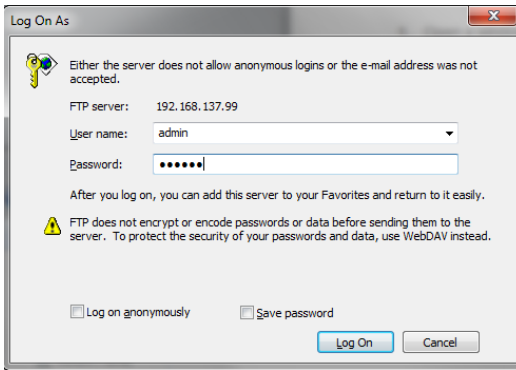 Log On As
Either the server does not allow anonymous logins or the e-mail address was not
accepted.
FTP server: 192.168.137.99
User name: admin
Password: ●●●●●●
After you log on, you can add this server to your Favorites and return to it easily.
FTP does not encrypt or encode passwords or data before sending them to the
server. To protect the security of your passwords and data, use WebDAV instead.
Log on anonymously Save password
Log On Cancel